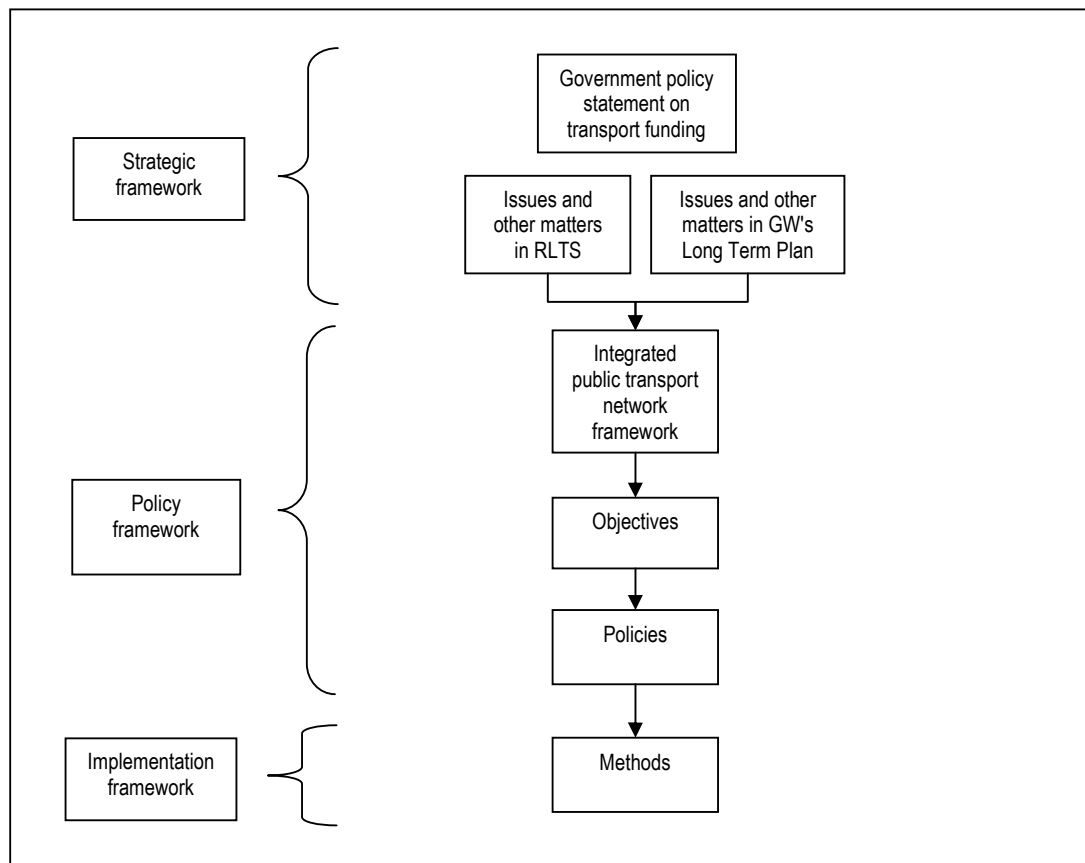 Government policy
statement on
transport funding
Strategic
framework
Issues and
other matters
in RLTS
Issues and other
matters in GW's
Long Term Plan
Integrated
public transport
network
framework
Policy
framework
Objectives
Policies
Implementation
framework
Methods